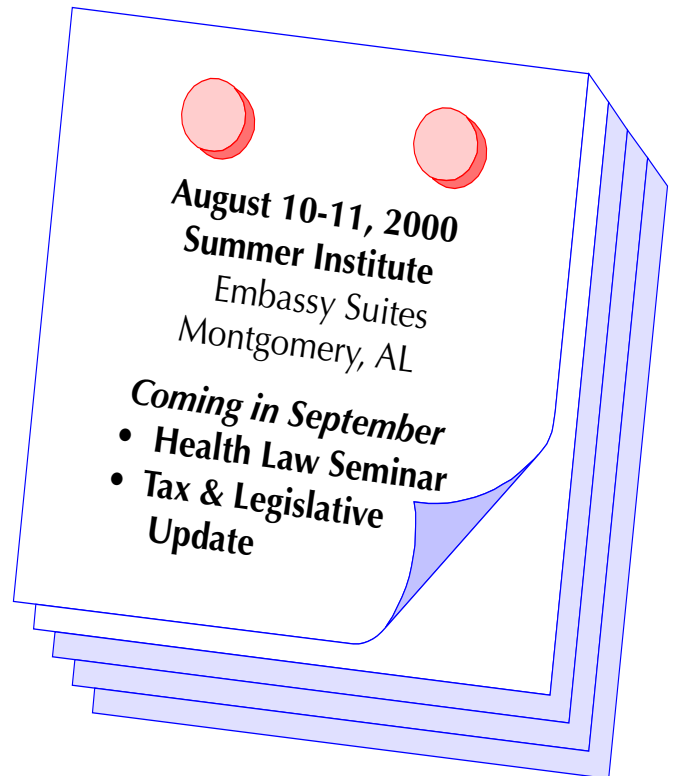 August 10-11, 2000
Summer Institute
Embassy Suites
Montgomery, AL
Coming in September
• Health Law Seminar
• Tax & Legislative
Update